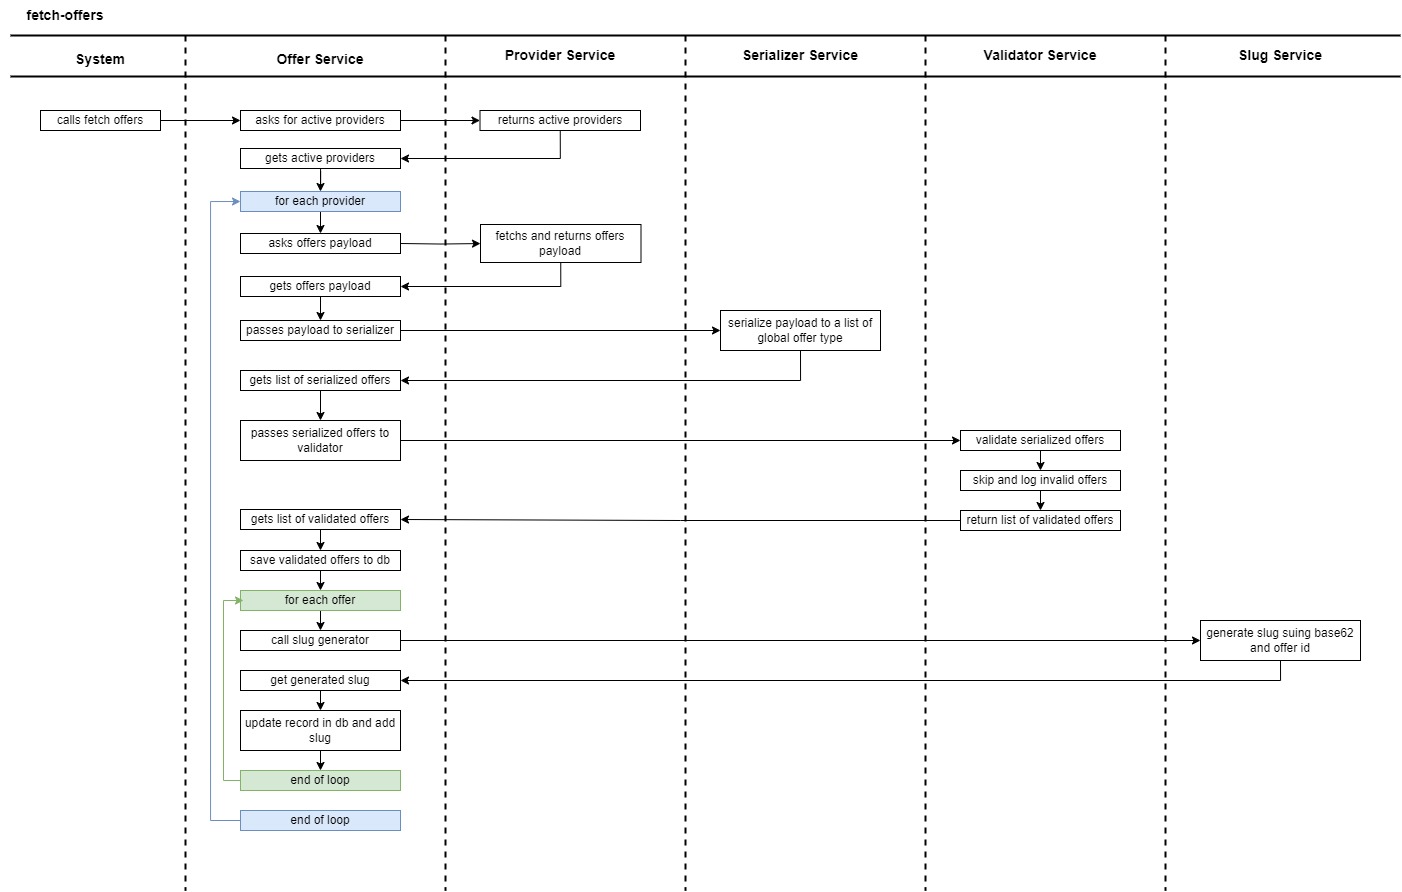 fetch-offers
System
Offer Service
Provider Service
Serializer Service
Validator Service
Slug Service
calls fetch offers
asks for active providers
returns active providers
gets active providers
for each provider
asks offers payload
fetchs and returns offers
payload
gets offers payload
passes payload to serializer
serialize payload to a list of
global offer type
gets list of serialized offers
passes serialized offers to
validator
validate serialized offers
skip and log invalid offers
return list of validated offers
gets list of validated offers
save validated offers to db
for each offer
call slug generator
generate slug suing base62
and offer id
get generated slug
update record in db and add
slug
end of loop
end of loop